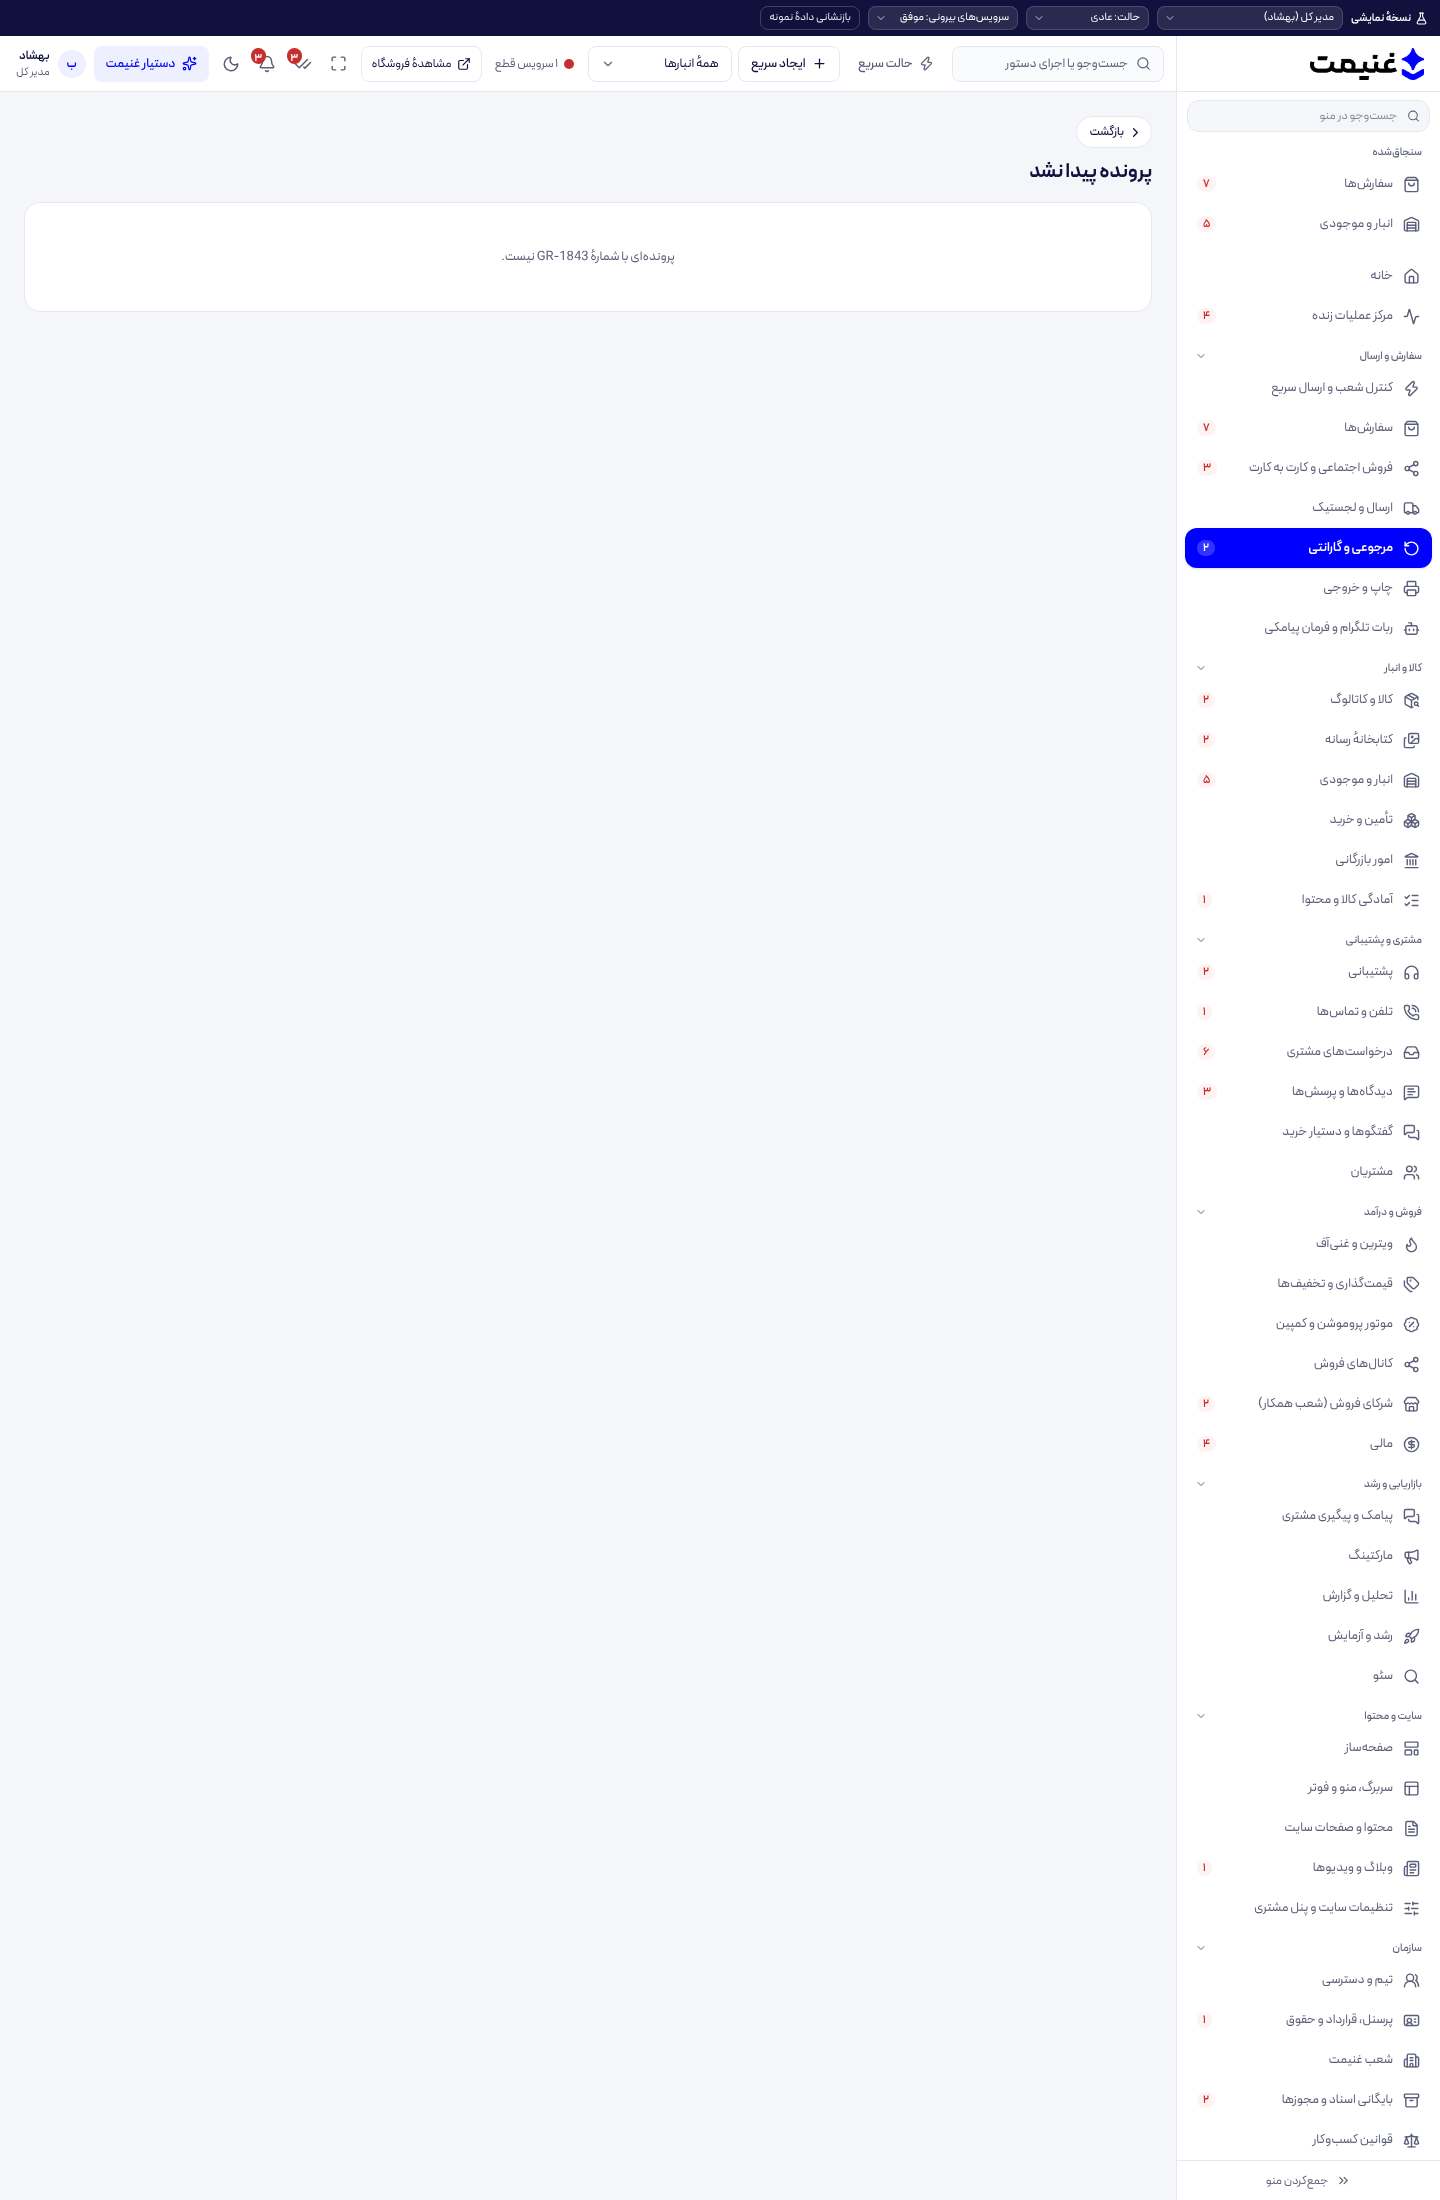 نسخهٔ نمایشی
مدیر کل (بهشاد)
حالت: عادی
سرویس‌های بیرونی: موفق
بازنشانی دادهٔ نمونه
غنیمت
جست‌وجو یا اجرای دستور
حالت سریع
ایجاد سریع
همهٔ انبارها
۱ سرویس قطع
مشاهدهٔ فروشگاه
۳
۳
دستیار غنیمت
ب
بهشاد
مدیر کل
جست‌وجو در منو
سنجاق‌شده
سفارش‌ها ۷
انبار و موجودی ۵
خانه
مرکز عملیات زنده ۴
سفارش و ارسال
کنترل شعب و ارسال سریع
سفارش‌ها ۷
فروش اجتماعی و کارت به کارت ۳
ارسال و لجستیک
مرجوعی و گارانتی ۲
چاپ و خروجی
ربات تلگرام و فرمان پیامکی
کالا و انبار
کالا و کاتالوگ ۲
کتابخانهٔ رسانه ۲
انبار و موجودی ۵
تأمین و خرید
امور بازرگانی
آمادگی کالا و محتوا ۱
مشتری و پشتیبانی
پشتیبانی ۲
تلفن و تماس‌ها ۱
درخواست‌های مشتری ۶
دیدگاه‌ها و پرسش‌ها ۳
گفتگوها و دستیار خرید
مشتریان
فروش و درآمد
ویترین و غنی‌آف
قیمت‌گذاری و تخفیف‌ها
موتور پروموشن و کمپین
کانال‌های فروش
شرکای فروش (شعب همکار) ۲
مالی ۴
بازاریابی و رشد
پیامک و پیگیری مشتری
مارکتینگ
تحلیل و گزارش
رشد و آزمایش
سئو
سایت و محتوا
صفحه‌ساز
سربرگ، منو و فوتر
محتوا و صفحات سایت
وبلاگ و ویدیوها ۱
تنظیمات سایت و پنل مشتری
سازمان
تیم و دسترسی
پرسنل، قرارداد و حقوق ۱
شعب غنیمت
بایگانی اسناد و مجوزها ۲
قوانین کسب‌وکار
جمع‌کردن منو
بازگشت
پرونده پیدا نشد
پرونده‌ای با شمارهٔ GR-1843 نیست.